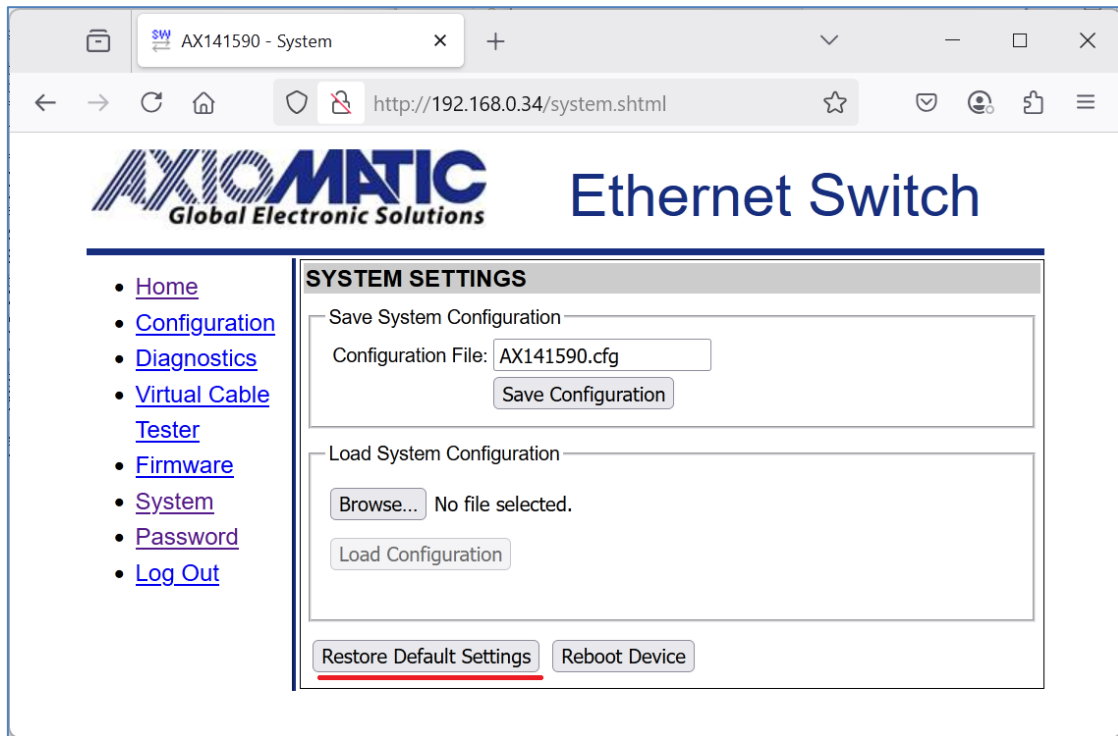 SW
AX141590 - System
http://192.168.0.34/system.shtml
AXIOMATIC
Global Electronic Solutions
Ethernet Switch
Home
Configuration
Diagnostics
Virtual Cable
Tester
Firmware
System
Password
Log Out
SYSTEM SETTINGS
Save System Configuration
Configuration File: AX141590.cfg
Save Configuration
Load System Configuration
Browse... No file selected.
Load Configuration
Restore Default Settings Reboot Device